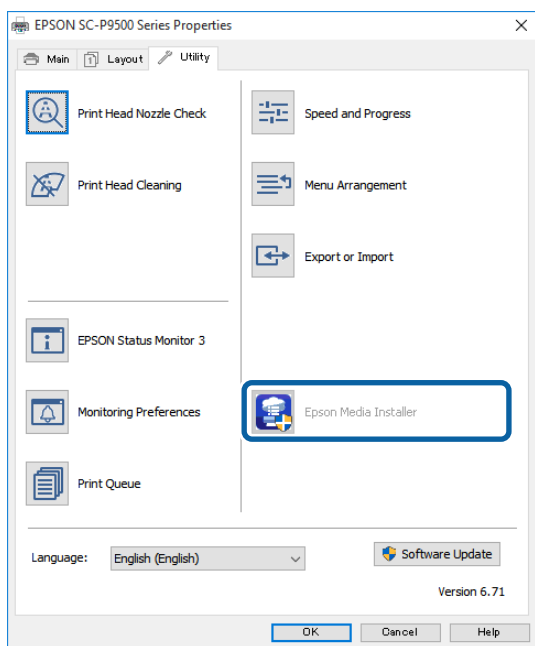 EPSON SC-P9500 Series Properties
Main
Layout
Utility
Print Head Nozzle Check
Speed and Progress
Print Head Cleaning
Menu Arrangement
Export or Import
EPSON Status Monitor 3
Monitoring Preferences
Epson Media Installer
Print Queue
Language:
English (English)
Software Update
Version 6.71
OK
Cancel
Help